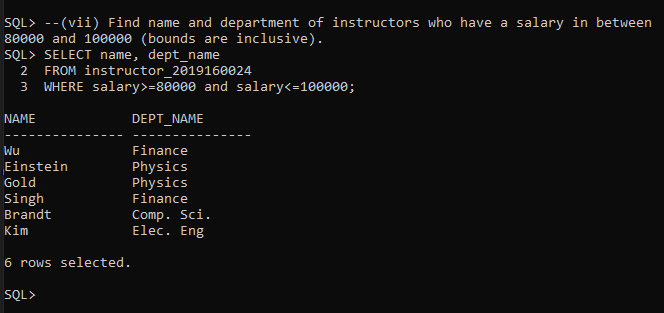 SQL> --(vii) Find name and department of instructors who have a salary in between
80000 and 100000 (bounds are inclusive).
SQL> SELECT name, dept_name
  2  FROM instructor_2019160024
  3  WHERE salary>=80000 and salary<=100000;
NAME            DEPT_NAME
--------------- ---------------
Wu              Finance
Einstein        Physics
Gold            Physics
Singh           Finance
Brandt          Comp. Sci.
Kim             Elec. Eng
6 rows selected.
SQL>